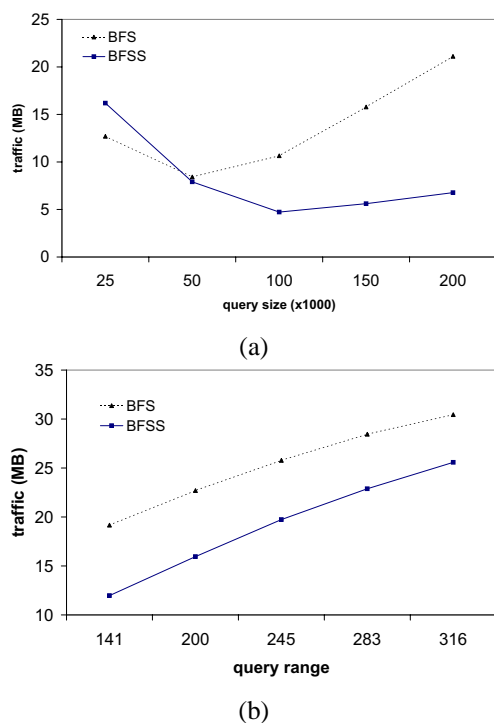 25
20
15
10
5
0
traffic (MB)
BFS
BFSS
25 50 100 150 200
query size (x1000)
(a)
35
30
25
20
15
10
traffic (MB)
BFS
BFSS
141 200 245 283 316
query range
(b)